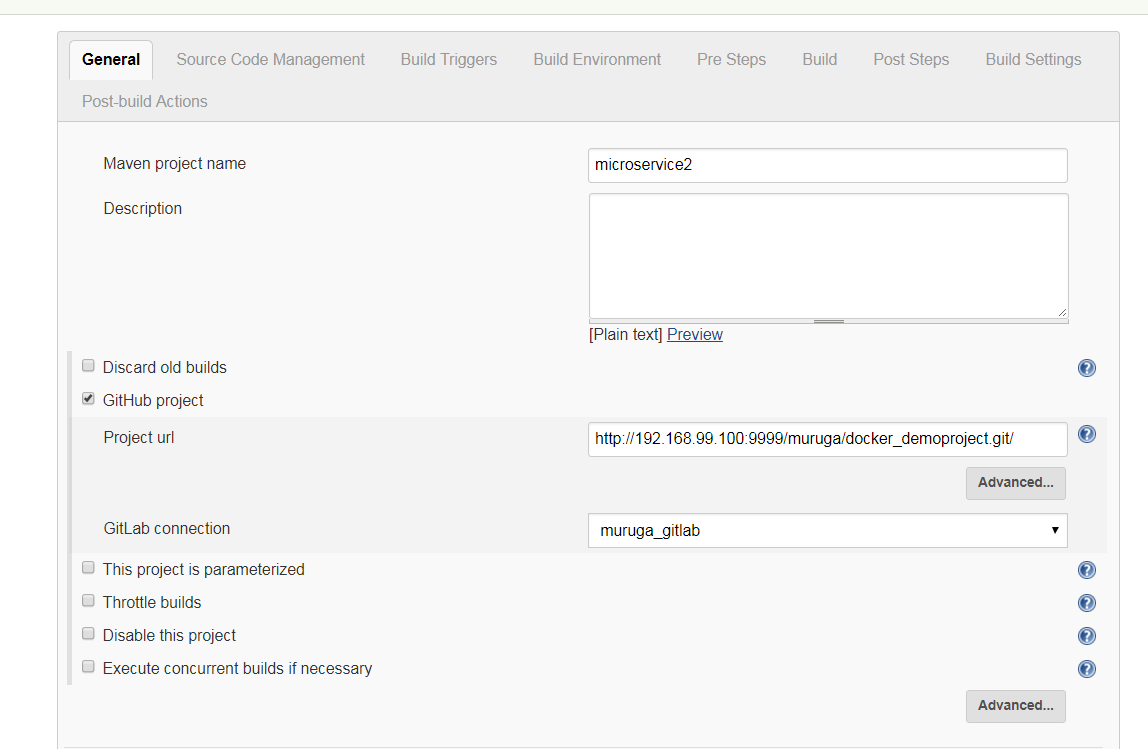 General Source Code Management Build Triggers Build Environment Pre Steps Build Post Steps Build Settings
Post-build Actions
Maven project name microservice2
Description
[Plain text] Preview
Discard old builds
GitHub project
Project url http://192.168.99.100:9999/muruga/docker_demoproject.git/
Advanced...
GitLab connection muruga_gitlab
This project is parameterized
Throttle builds
Disable this project
Execute concurrent builds if necessary
Advanced...